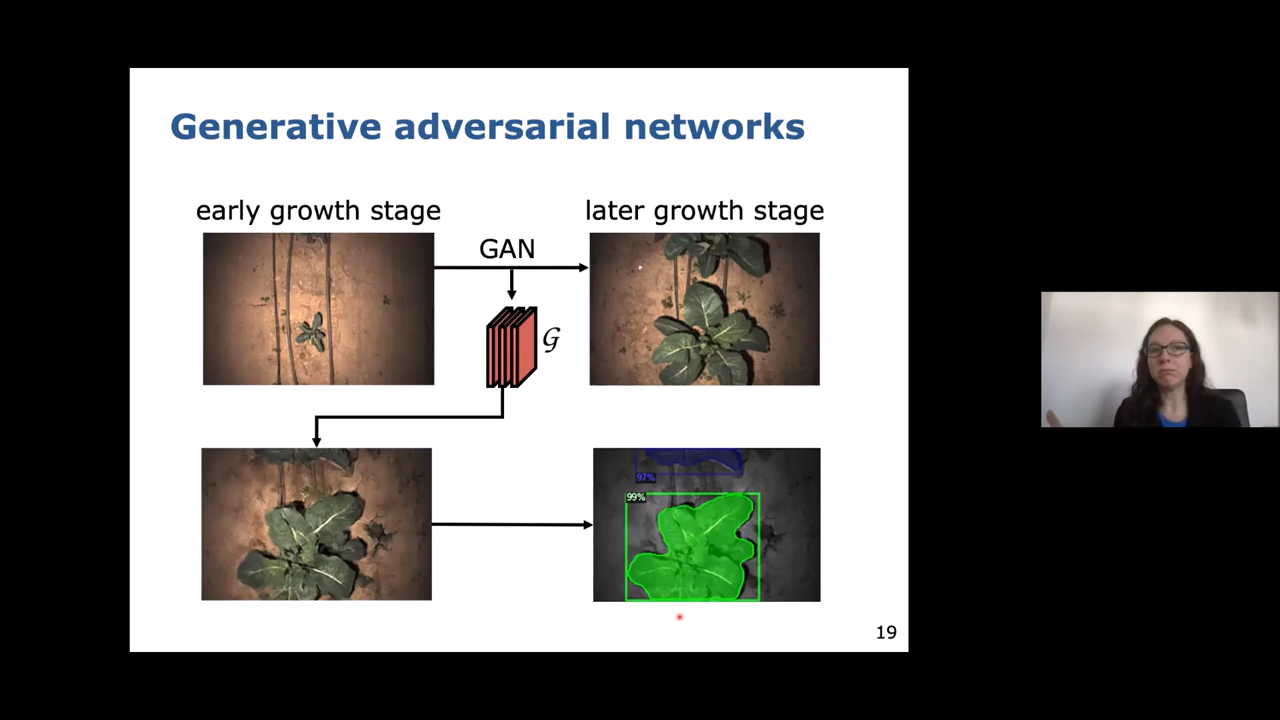 Generative adversarial networks
early growth stage
later growth stage
GAN
𝒢
97%
99%
19